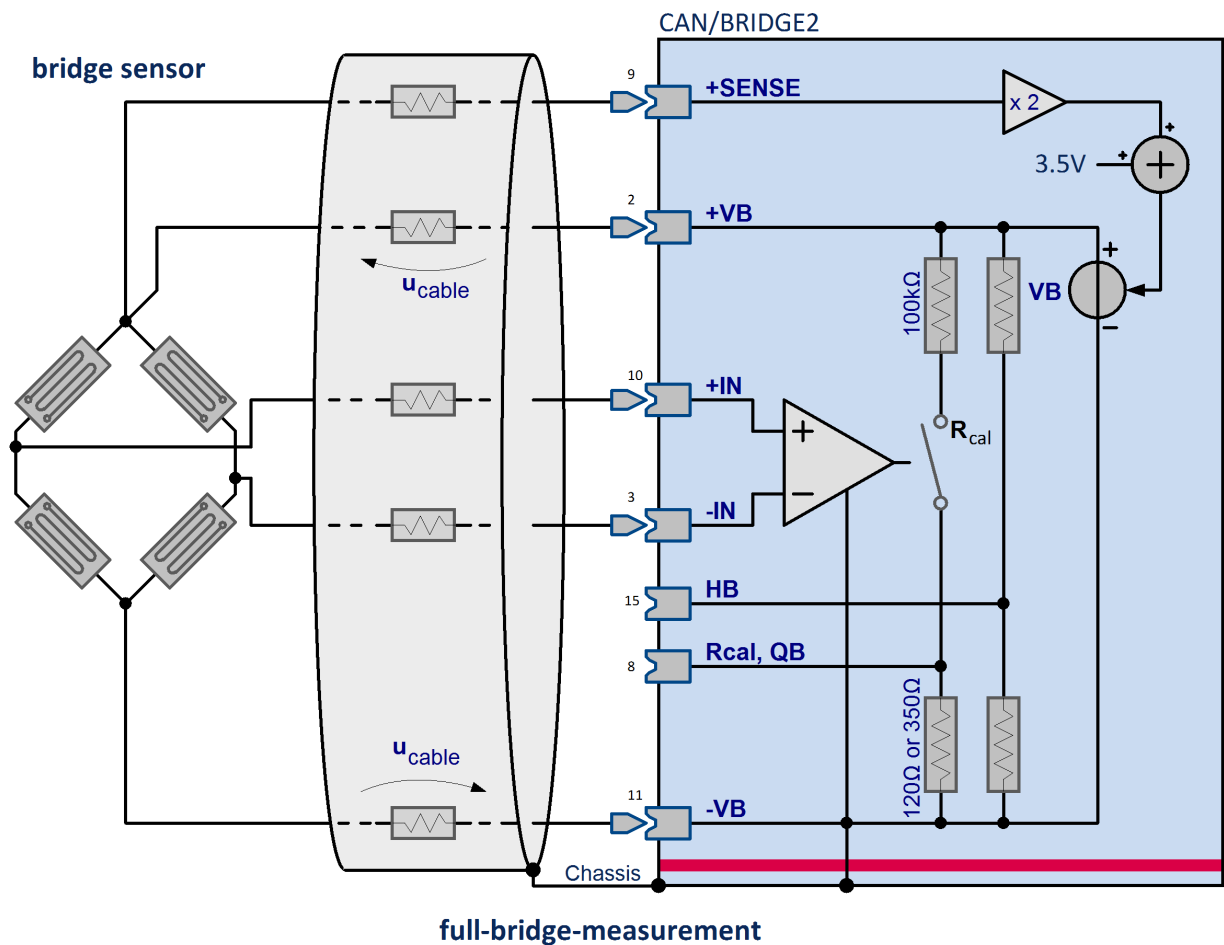 CAN/BRIDGE2
bridge sensor
9
+SENSE
x 2
+
+
3.5V
+
2
+VB
u cable
100kΩ
VB
+
−
10
+IN
+
Rcal
3
-IN
−
15
HB
8
Rcal, QB
120Ω or 350Ω
u cable
11
-VB
Chassis
full-bridge-measurement